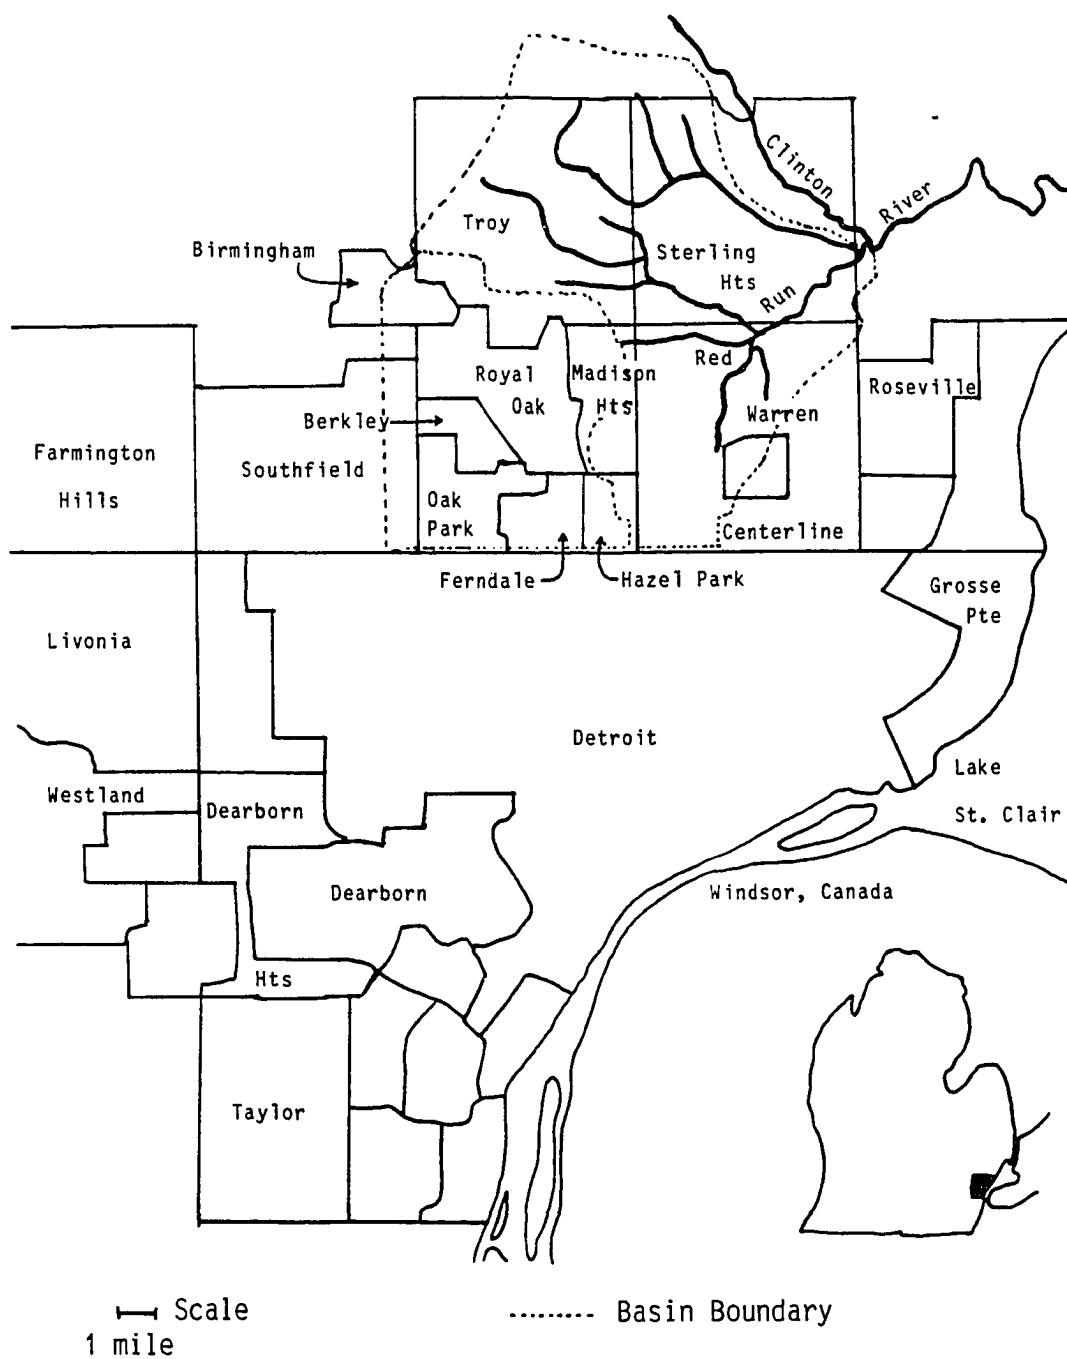 Clinton
River
Troy
Birmingham
Sterling
Hts
Run
Red
Royal
Oak
Madison
Hts
Roseville
Berkley
Warren
Farmington
Hills
Southfield
Oak
Park
Centerline
Ferndale
Hazel Park
Grosse
Pte
Livonia
Detroit
Lake
St. Clair
Westland
Dearborn
Dearborn
Windsor, Canada
Hts
Taylor
Scale
1 mile
Basin Boundary